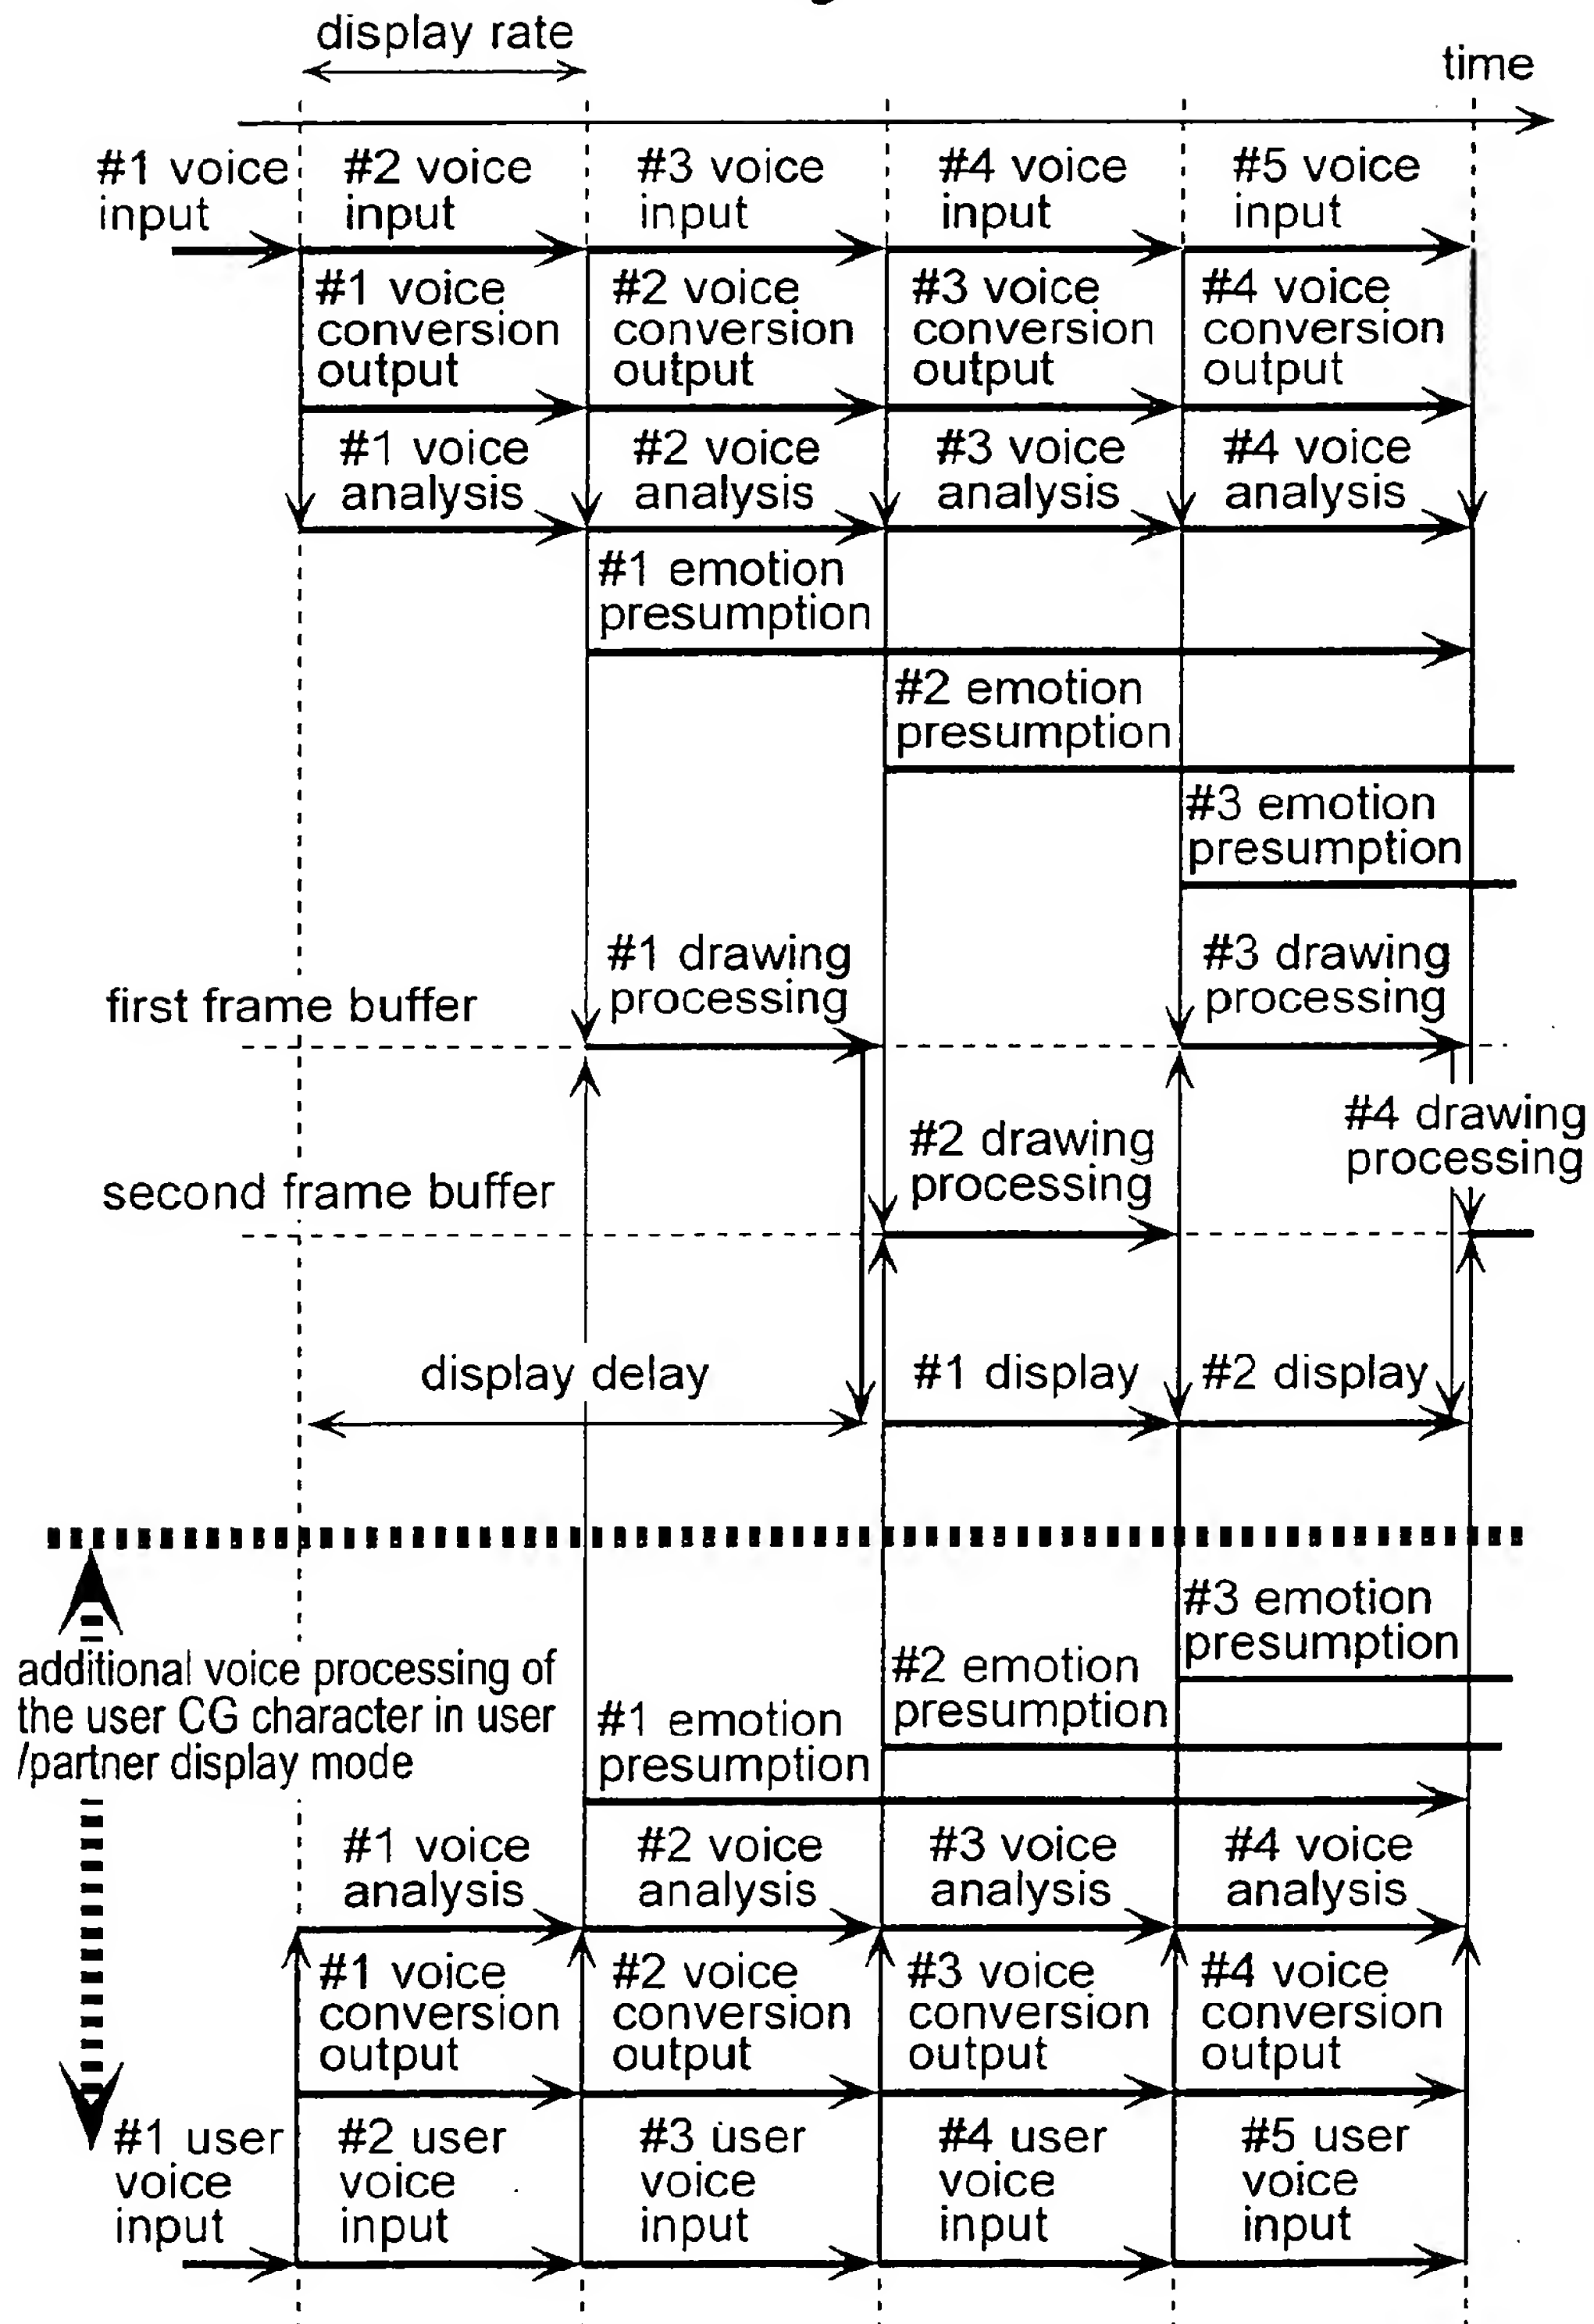 display rate
time
#1 voice
input
#2 voice
input
#3 voice
input
#4 voice
input
#5 voice
input
#1 voice
conversion
output
#2 voice
conversion
output
#3 voice
conversion
output
#4 voice
conversion
output
#1 voice
analysis
#2 voice
analysis
#3 voice
analysis
#4 voice
analysis
#1 emotion
presumption
#2 emotion
presumption
#3 emotion
presumption
first frame buffer
#1 drawing
processing
#3 drawing
processing
second frame buffer
#2 drawing
processing
#4 drawing
processing
display delay
#1 display
#2 display
additional voice processing of
the user CG character in user
/partner display mode
#3 emotion
presumption
#2 emotion
presumption
#1 emotion
presumption
#1 voice
analysis
#2 voice
analysis
#3 voice
analysis
#4 voice
analysis
#1 voice
conversion
output
#2 voice
conversion
output
#3 voice
conversion
output
#4 voice
conversion
output
#1 user
voice
input
#2 user
voice
input
#3 user
voice
input
#4 user
voice
input
#5 user
voice
input